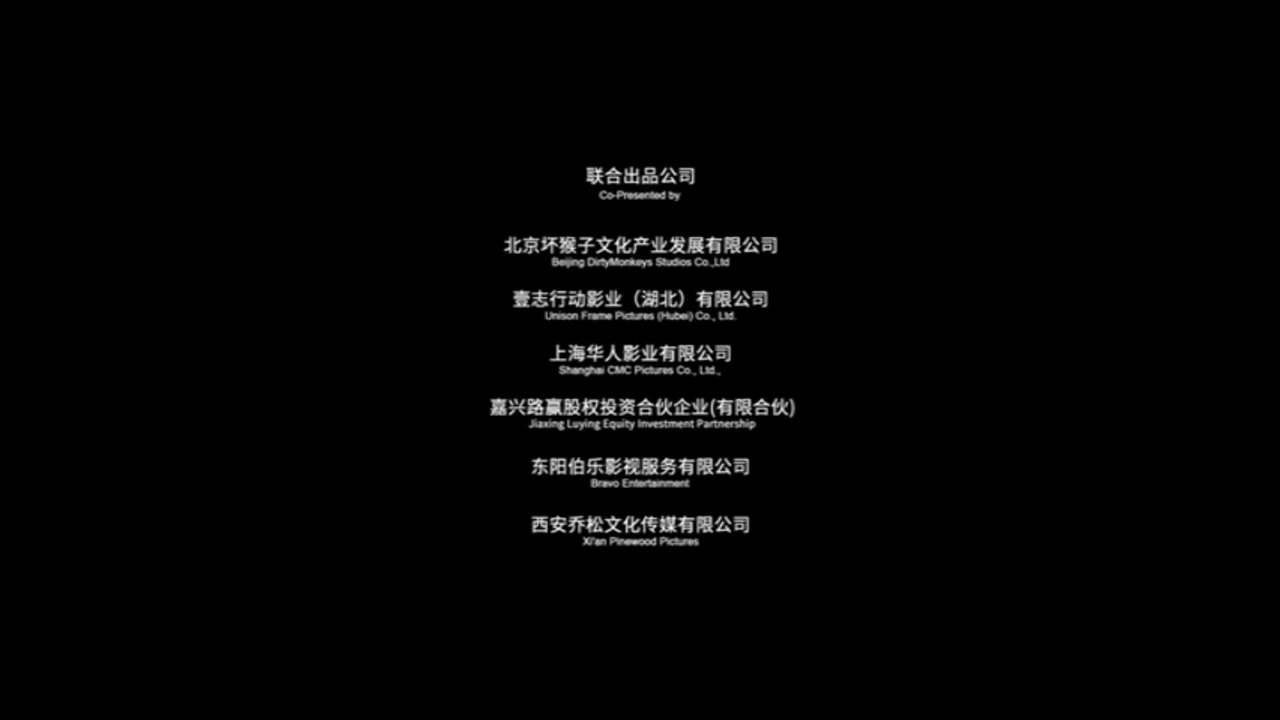 联合出品公司
Co-Presented by
北京坏猴子文化产业发展有限公司
Beijing DirtyMonkeys Studios Co.,Ltd
壹志行动影业（湖北）有限公司
Unison Frame Pictures (Hubei) Co., Ltd.
上海华人影业有限公司
Shanghai CMC Pictures Co., Ltd.,
嘉兴路赢股权投资合伙企业(有限合伙)
Jiaxing Luying Equity Investment Partnership
东阳伯乐影视服务有限公司
Bravo Entertainment
西安乔松文化传媒有限公司
Xi'an Pinewood Pictures